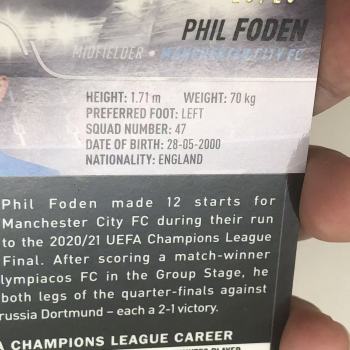 PHIL FODEN
MIDFIELDER • MANCHESTER CITY FC
HEIGHT: 1.71 m WEIGHT: 70 kg
PREFERRED FOOT: LEFT
SQUAD NUMBER: 47
DATE OF BIRTH: 28-05-2000
NATIONALITY: ENGLAND
Phil Foden made 12 starts for
Manchester City FC during their run
to the 2020/21 UEFA Champions League
Final. After scoring a match-winner
lympiacos FC in the Group Stage, he
both legs of the quarter-finals against
russia Dortmund – each a 2-1 victory.
A CHAMPIONS LEAGUE CAREER